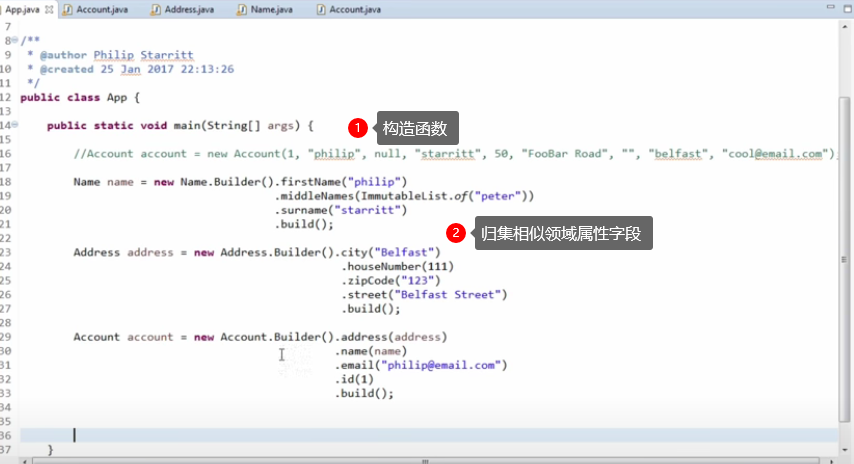 App.java Account.java Address.java Name.java Account.java
7
8 /**
9 * @author Philip Starritt
10 * @created 25 Jan 2017 22:13:26
11 */
12 public class App {
13
14 public static void main(String[] args) {
1 构造函数
15
16 //Account account = new Account(1, "philip", null, "starritt", 50, "FooBar Road", "", "belfast", "cool@email.com");
17
18 Name name = new Name.Builder().firstName("philip")
19 .middleNames(ImmutableList.of("peter"))
20 .surname("starritt")
21 .build();
2 归集相似领域属性字段
22
23 Address address = new Address.Builder().city("Belfast")
24 .houseNumber(111)
25 .zipCode("123")
26 .street("Belfast Street")
27 .build();
28
29 Account account = new Account.Builder().address(address)
30 .name(name)
31 .email("philip@email.com")
32 .id(1)
33 .build();
34
35
36
37 }